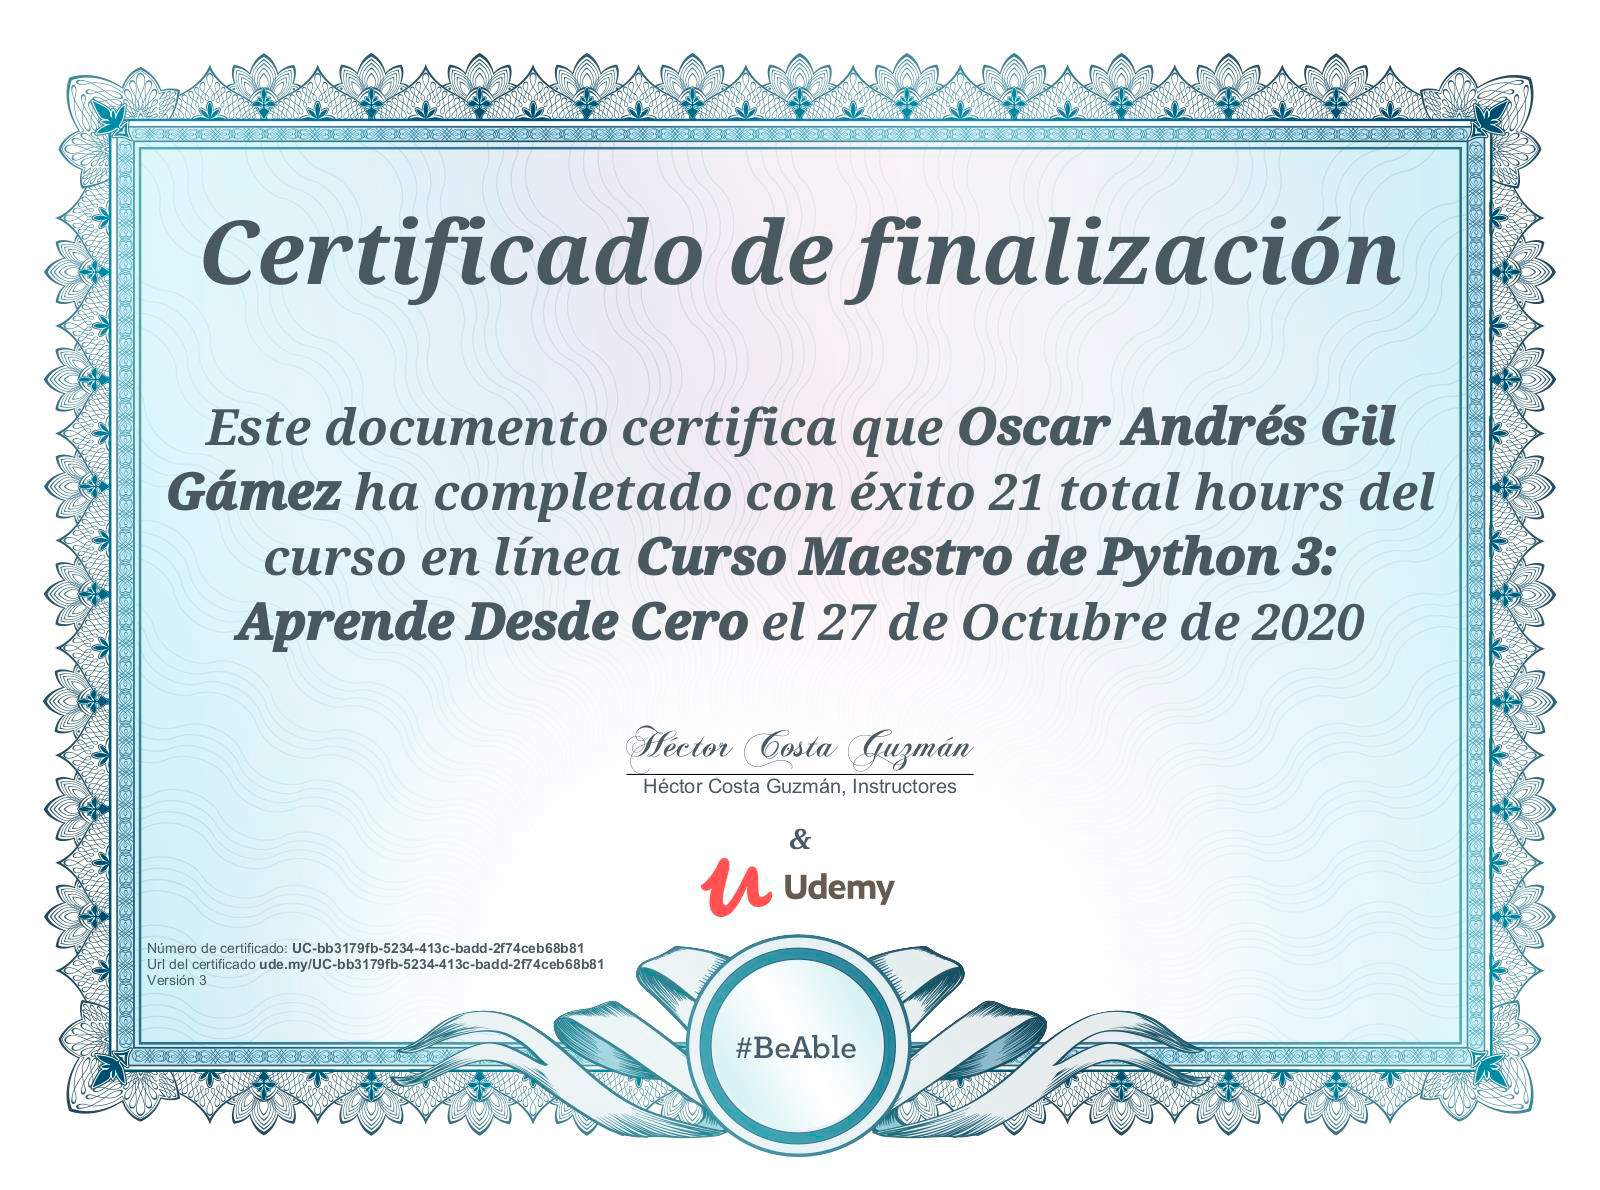 Certificado de finalización
Este documento certifica que Oscar Andrés Gil
Gámez ha completado con éxito 21 total hours del
curso en línea Curso Maestro de Python 3:
Aprende Desde Cero el 27 de Octubre de 2020
Héctor Costa Guzmán
Héctor Costa Guzmán, Instructores
&
Udemy
Número de certificado: UC-bb3179fb-5234-413c-badd-2f74ceb68b81
Url del certificado ude.my/UC-bb3179fb-5234-413c-badd-2f74ceb68b81
Versión 3
#BeAble